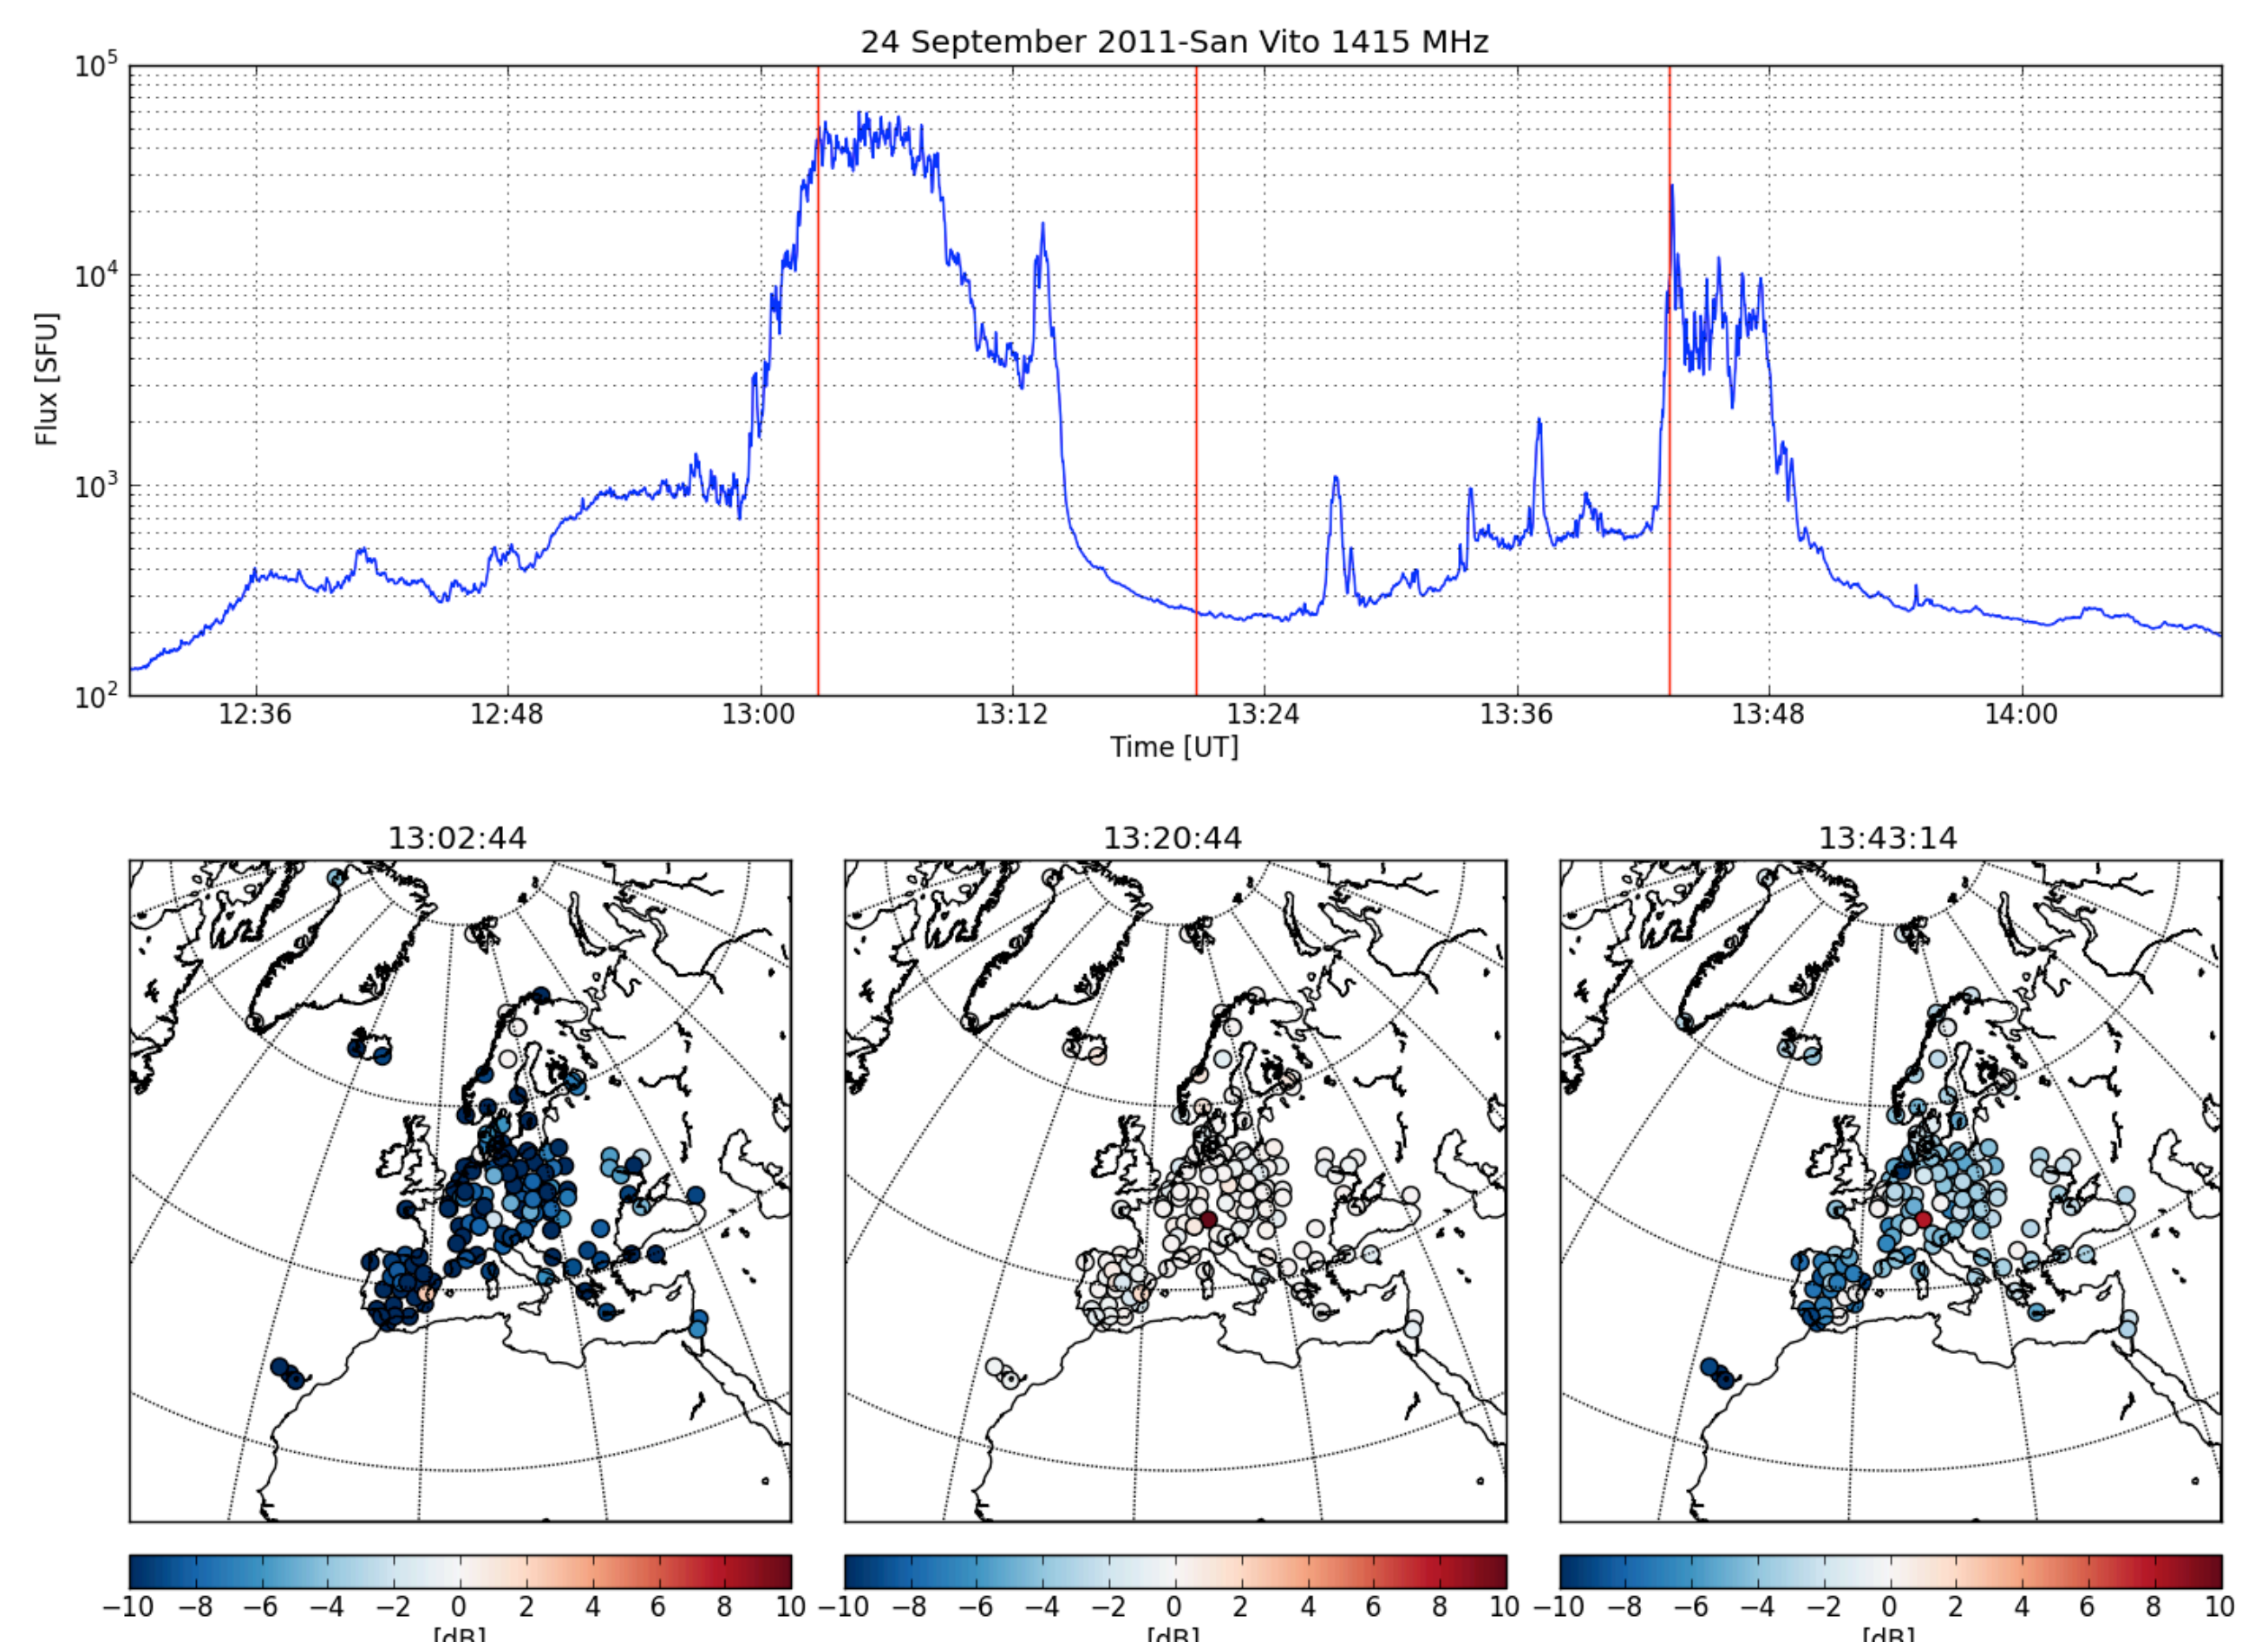 24 September 2011-San Vito 1415 MHz
10^5
10^4
10^3
10^2
Flux [SFU]
12:36 12:48 13:00 13:12 13:24 13:36 13:48 14:00
Time [UT]
13:02:44 13:20:44 13:43:14
−10 −8 −6 −4 −2 0 2 4 6 8 10 −10 −8 −6 −4 −2 0 2 4 6 8 10 −10 −8 −6 −4 −2 0 2 4 6 8 10
[dB] [dB] [dB]